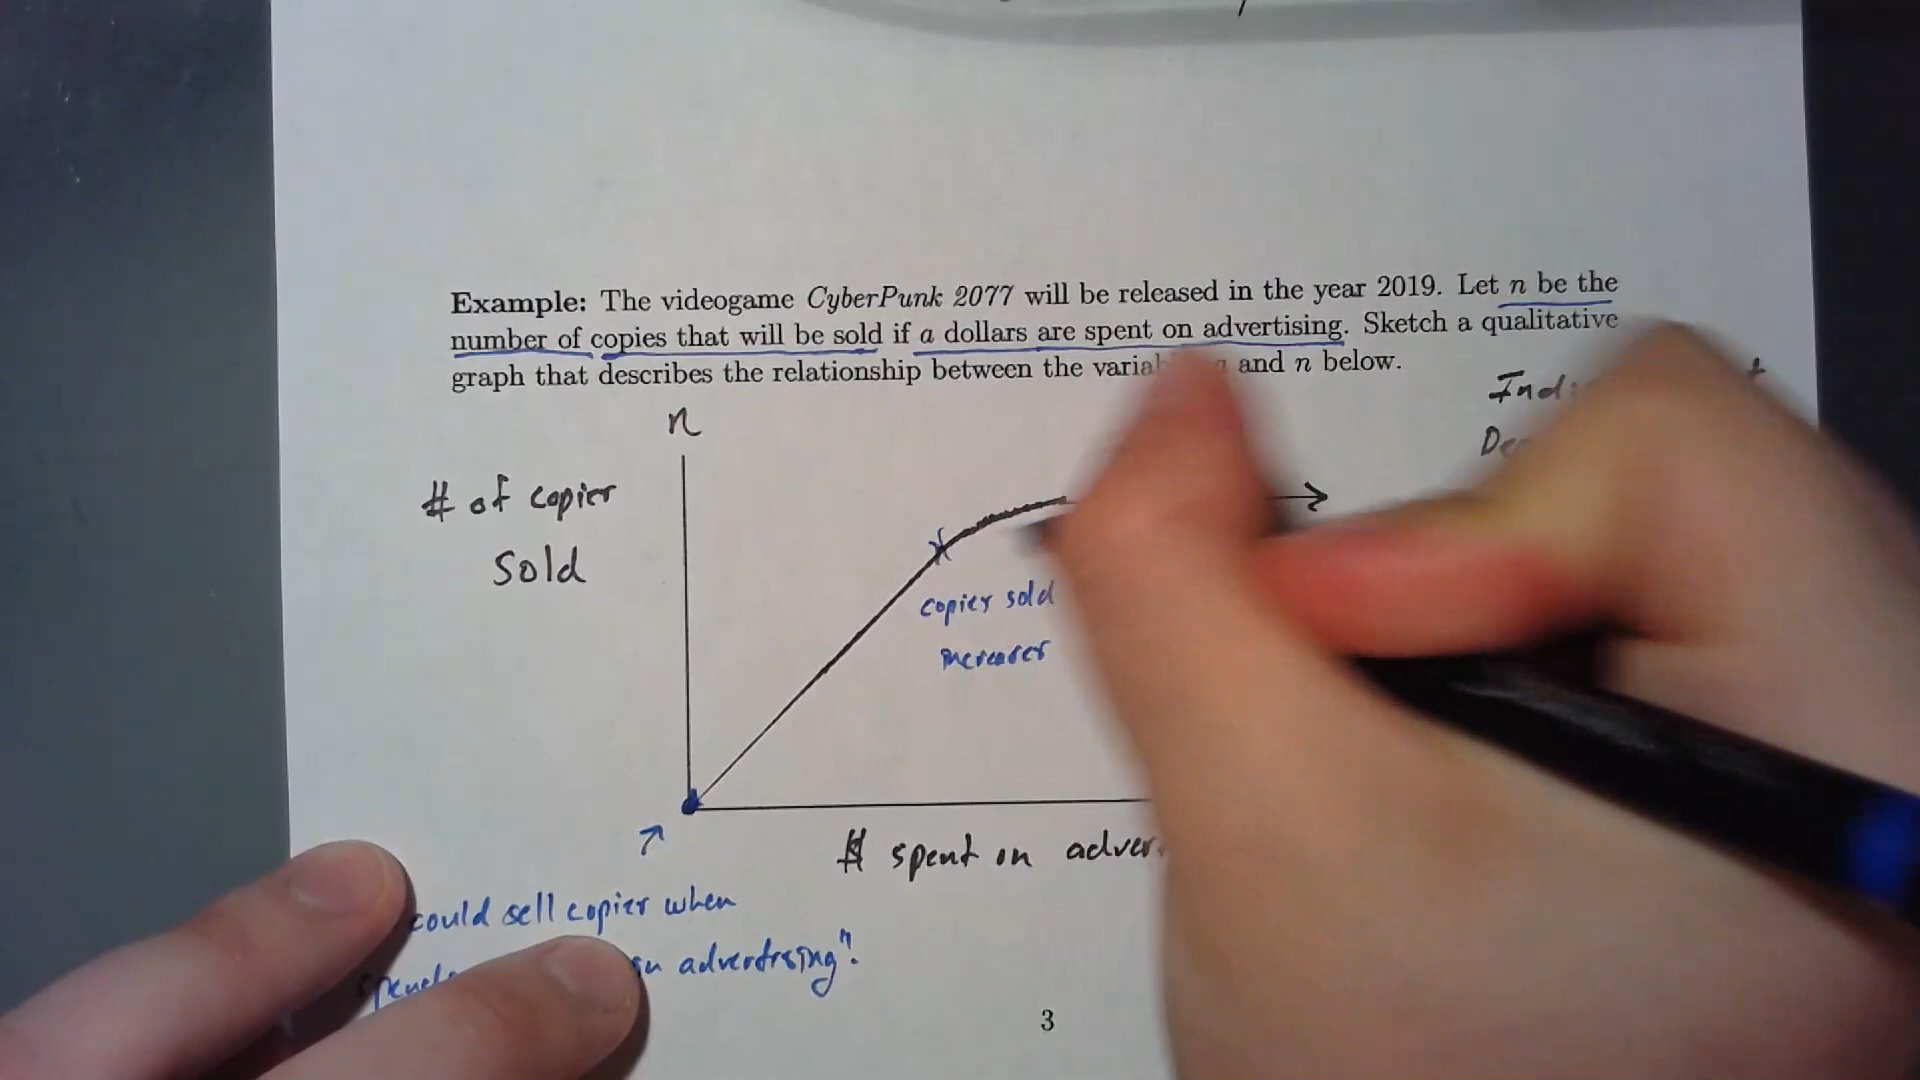 Example: The videogame CyberPunk 2077 will be released in the year 2019. Let n be the
number of copies that will be sold if a dollars are spent on advertising. Sketch a qualitative
graph that describes the relationship between the and n below.
n
# of copies
sold
copies sold
increases
$ spent on
could sell copies when
advertising".
3